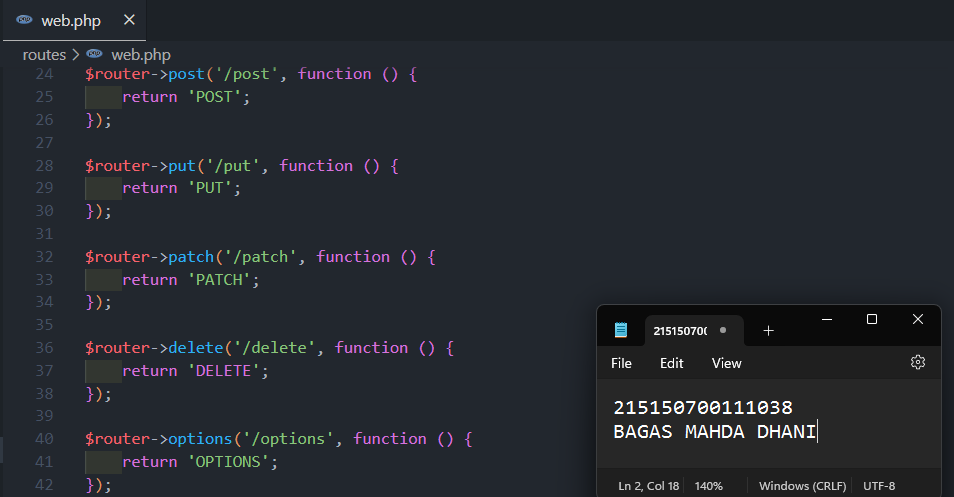 web.php
routes > web.php
24 $router->post('/post', function () {
25 return 'POST';
26 });
27
28 $router->put('/put', function () {
29 return 'PUT';
30 });
31
32 $router->patch('/patch', function () {
33 return 'PATCH';
34 });
35
36 $router->delete('/delete', function () {
37 return 'DELETE';
38 });
39
40 $router->options('/options', function () {
41 return 'OPTIONS';
42 });
21515070(
File Edit View
215150700111038
BAGAS MAHDA DHANI
Ln 2, Col 18 140% Windows (CRLF) UTF-8